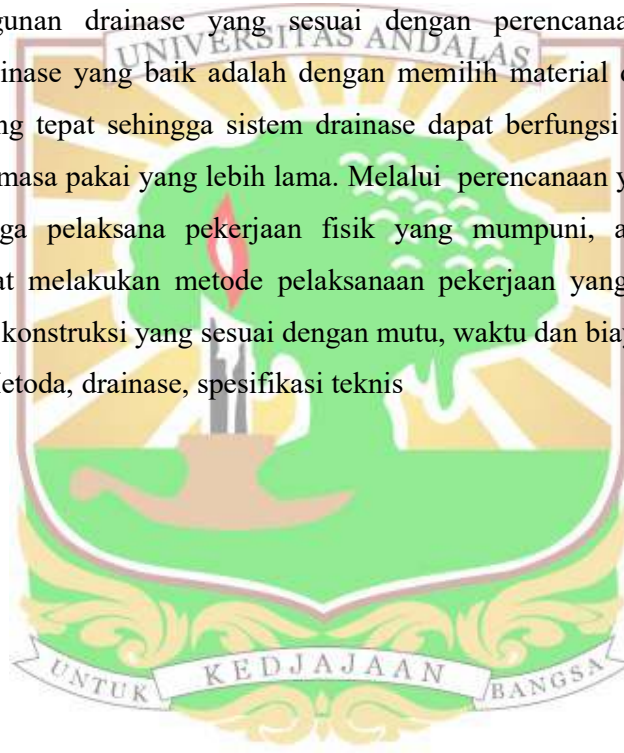 gunan drainase yang sesuai dengan perencanaa
UNIVERSITAS ANDALAS
inase yang baik adalah dengan memilih material
ng tepat sehingga sistem drainase dapat berfungsi
masa pakai yang lebih lama. Melalui perencanaan y
ga pelaksana pekerjaan fisik yang mumpuni, a
at melakukan metode pelaksanaan pekerjaan yang
konstruksi yang sesuai dengan mutu, waktu dan biay
etoda, drainase, spesifikasi teknis
UNTUK KEDJAJAAN BANGSA